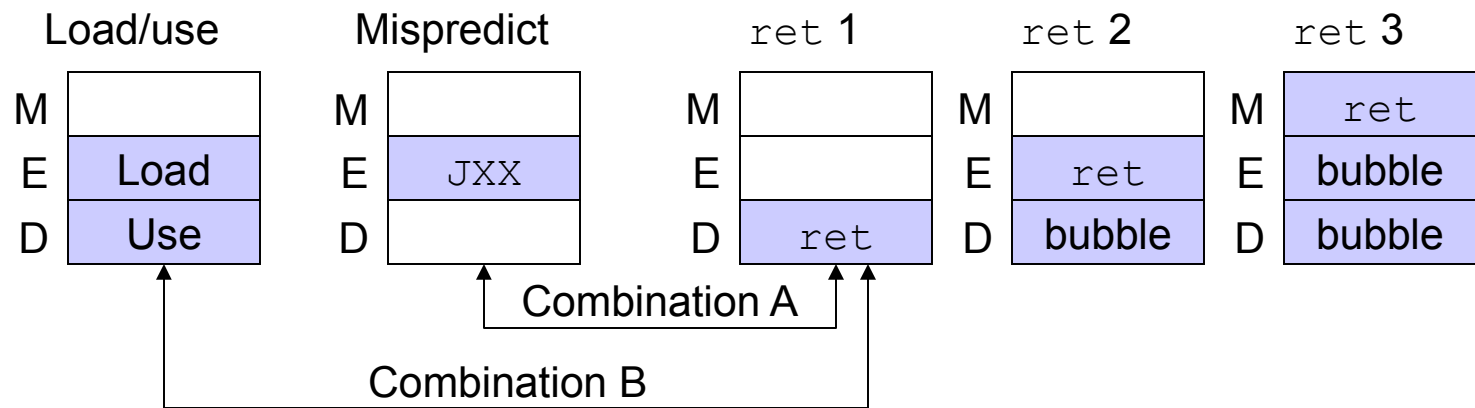 Load/use Mispredict ret 1 ret 2 ret 3
M M M M M ret
E Load E JXX E E ret E bubble
D Use D D ret D bubble D bubble
Combination A
Combination B